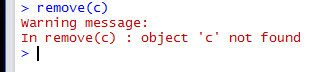 > remove(c)
Warning message:
In remove(c) : object 'c' not found
>